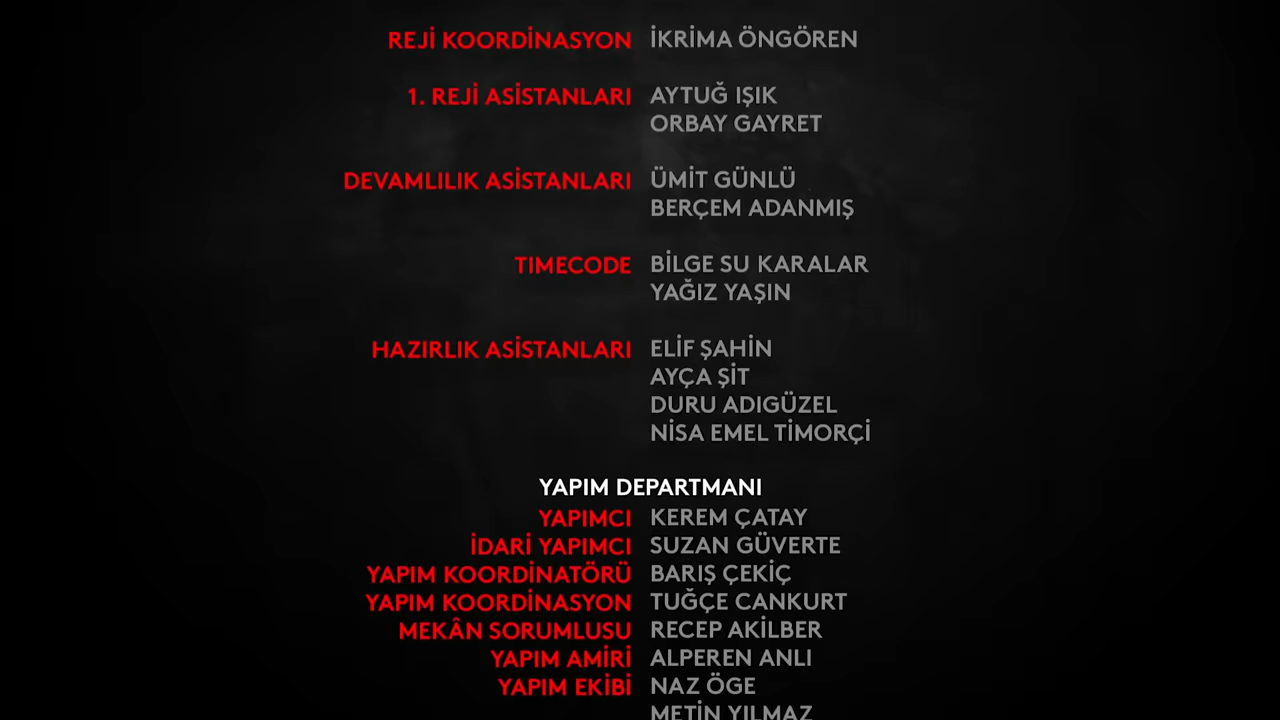 REJİ KOORDİNASYON İKRİMA ÖNGÖREN
1. REJİ ASİSTANLARI AYTUĞ IŞIK
ORBAY GAYRET
DEVAMLILIK ASİSTANLARI ÜMİT GÜNLÜ
BERÇEM ADANMIŞ
TIMECODE BİLGE SU KARALAR
YAĞIZ YAŞIN
HAZIRLIK ASİSTANLARI ELİF ŞAHİN
AYÇA ŞİT
DURU ADIGÜZEL
NİSA EMEL TİMORÇİ
YAPIM DEPARTMANI
YAPIMCI KEREM ÇATAY
İDARİ YAPIMCI SUZAN GÜVERTE
YAPIM KOORDİNATÖRÜ BARIŞ ÇEKİÇ
YAPIM KOORDİNASYON TUĞÇE CANKURT
MEKÂN SORUMLUSU RECEP AKİLBER
YAPIM AMİRİ ALPEREN ANLI
YAPIM EKİBİ NAZ ÖGE
METİN YILMAZ